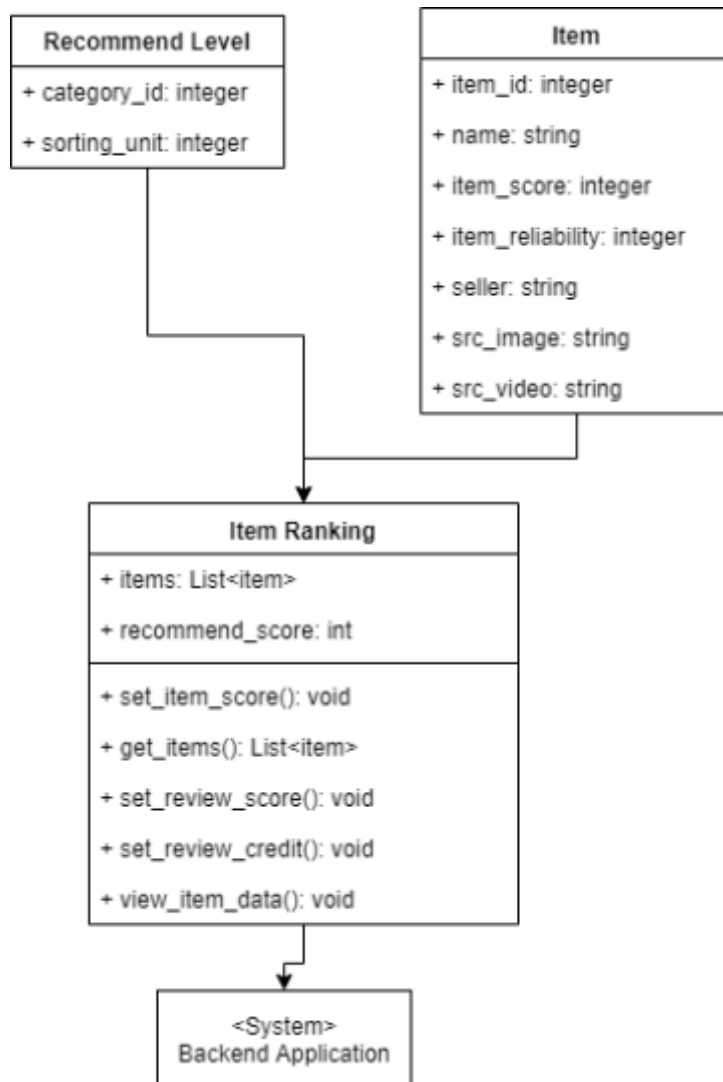 Recommend Level
+ category_id: integer
+ sorting_unit: integer
Item
+ item_id: integer
+ name: string
+ item_score: integer
+ item_reliability: integer
+ seller: string
+ src_image: string
+ src_video: string
Item Ranking
+ items: List<item>
+ recommend_score: int
+ set_item_score(): void
+ get_items(): List<item>
+ set_review_score(): void
+ set_review_credit(): void
+ view_item_data(): void
<System>
Backend Application